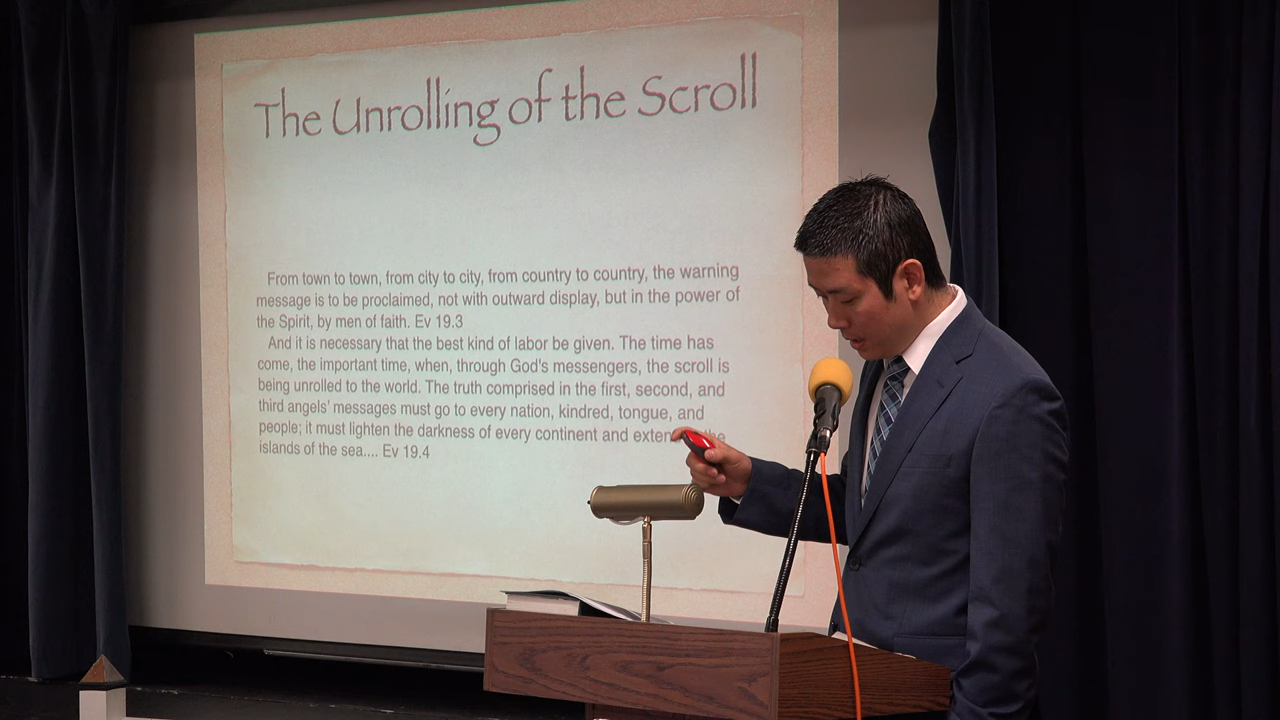 The Unrolling of the Scroll
From town to town, from city to city, from country to country, the warning
message is to be proclaimed, not with outward display, but in the power of
the Spirit, by men of faith. Ev 19.3
And it is necessary that the best kind of labor be given. The time has
come, the important time, when, through God's messengers, the scroll is
being unrolled to the world. The truth comprised in the first, second, and
third angels' messages must go to every nation, kindred, tongue, and
people; it must lighten the darkness of every continent and the
islands of the sea.... Ev 19.4